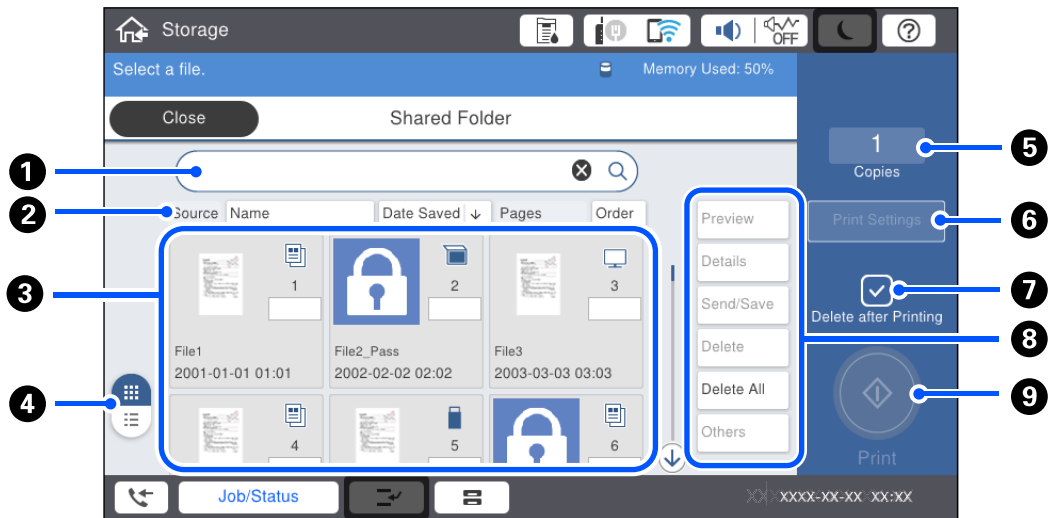 Storage
OFF
Select a file.
Memory Used: 50%
Close
Shared Folder
1
Copies
1
2
3
4
5
6
7
8
9
Source
Name
Date Saved
Pages
Order
Preview
Details
Send/Save
Delete
Delete All
Others
Print Settings
Delete after Printing
Print
1
File1
2001-01-01 01:01
2
File2_Pass
2002-02-02 02:02
3
File3
2003-03-03 03:03
4
5
6
Job/Status
XX XXXX-XX-XX XX:XX